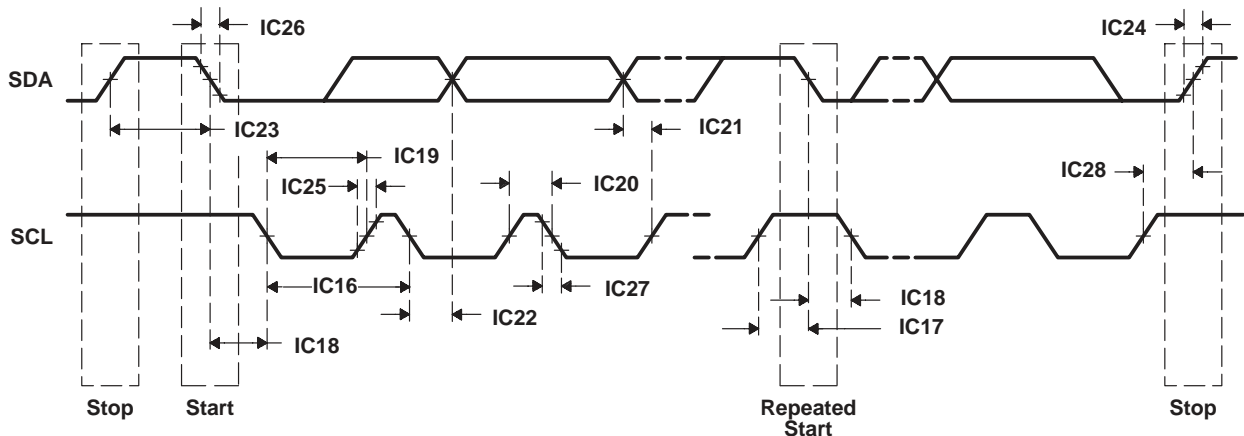 IC26
IC24
SDA
IC23
IC21
IC19
IC25
IC20
IC28
SCL
IC16
IC27
IC18
IC22
IC17
IC18
Stop
Start
Repeated
Start
Stop